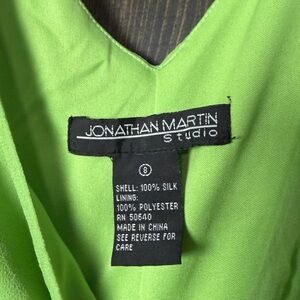 JONATHAN MARTIN
Studio
8
SHELL: 100% SILK
LINING:
100% POLYESTER
RN 50640
MADE IN CHINA
SEE REVERSE FOR
CARE